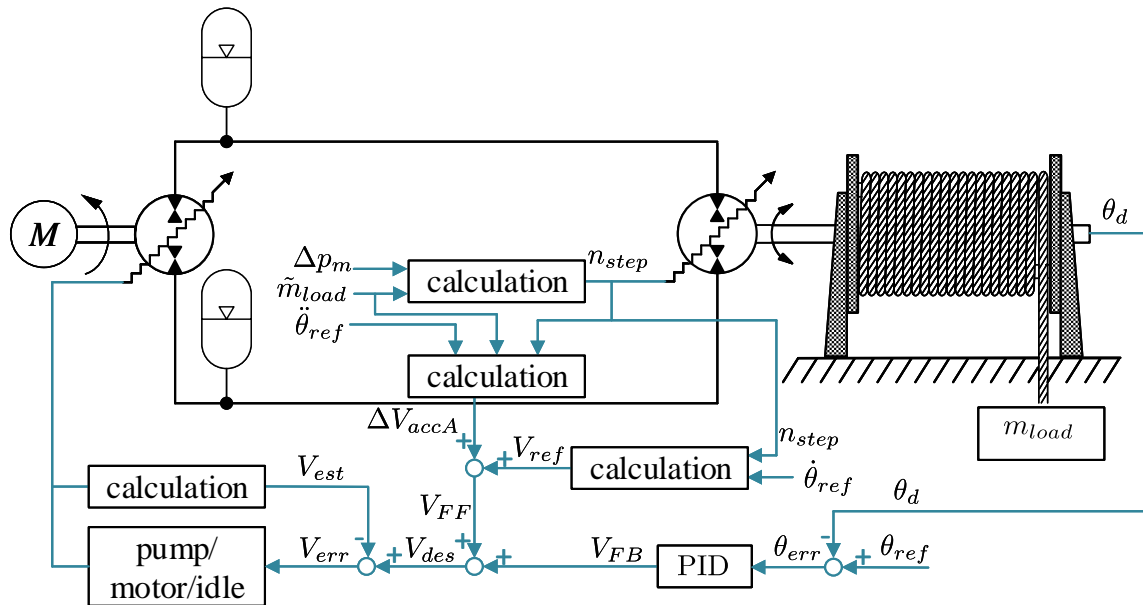 M
θ_d
Δp_m
calculation
n_step
m̃_load
θ̈_ref
calculation
ΔV_accA
+
V_ref
+
calculation
n_step
θ̇_ref
m_load
V_est
calculation
V_FF
θ_d
-
+
-
pump/
motor/idle
V_err
+
V_des
+
V_FB
PID
θ_err
+
θ_ref